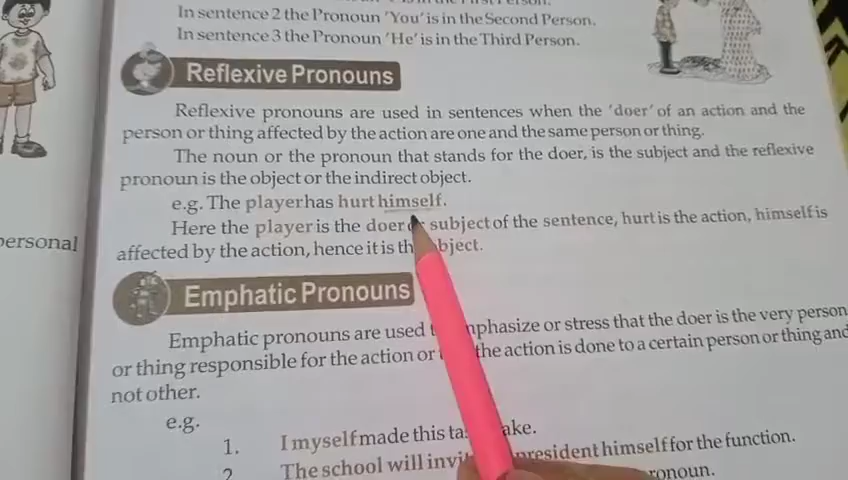 In sentence 2 the Pronoun 'You' is in the Second Person.
In sentence 3 the Pronoun 'He' is in the Third Person.
Reflexive Pronouns
Reflexive pronouns are used in sentences when the 'doer' of an action and the
person or thing affected by the action are one and the same person or thing.
The noun or the pronoun that stands for the doer, is the subject and the reflexive
pronoun is the object or the indirect object.
e.g. The player has hurt himself.
Here the player is the doer subject of the sentence, hurt is the action, himself is
personal
affected by the action, hence it is object.
Emphatic Pronouns
Emphatic pronouns are used emphasize or stress that the doer is the very person
or thing responsible for the action or the action is done to a certain person or thing and
not other.
e.g.
1. I myself made this
2. The school will president himself for the function.